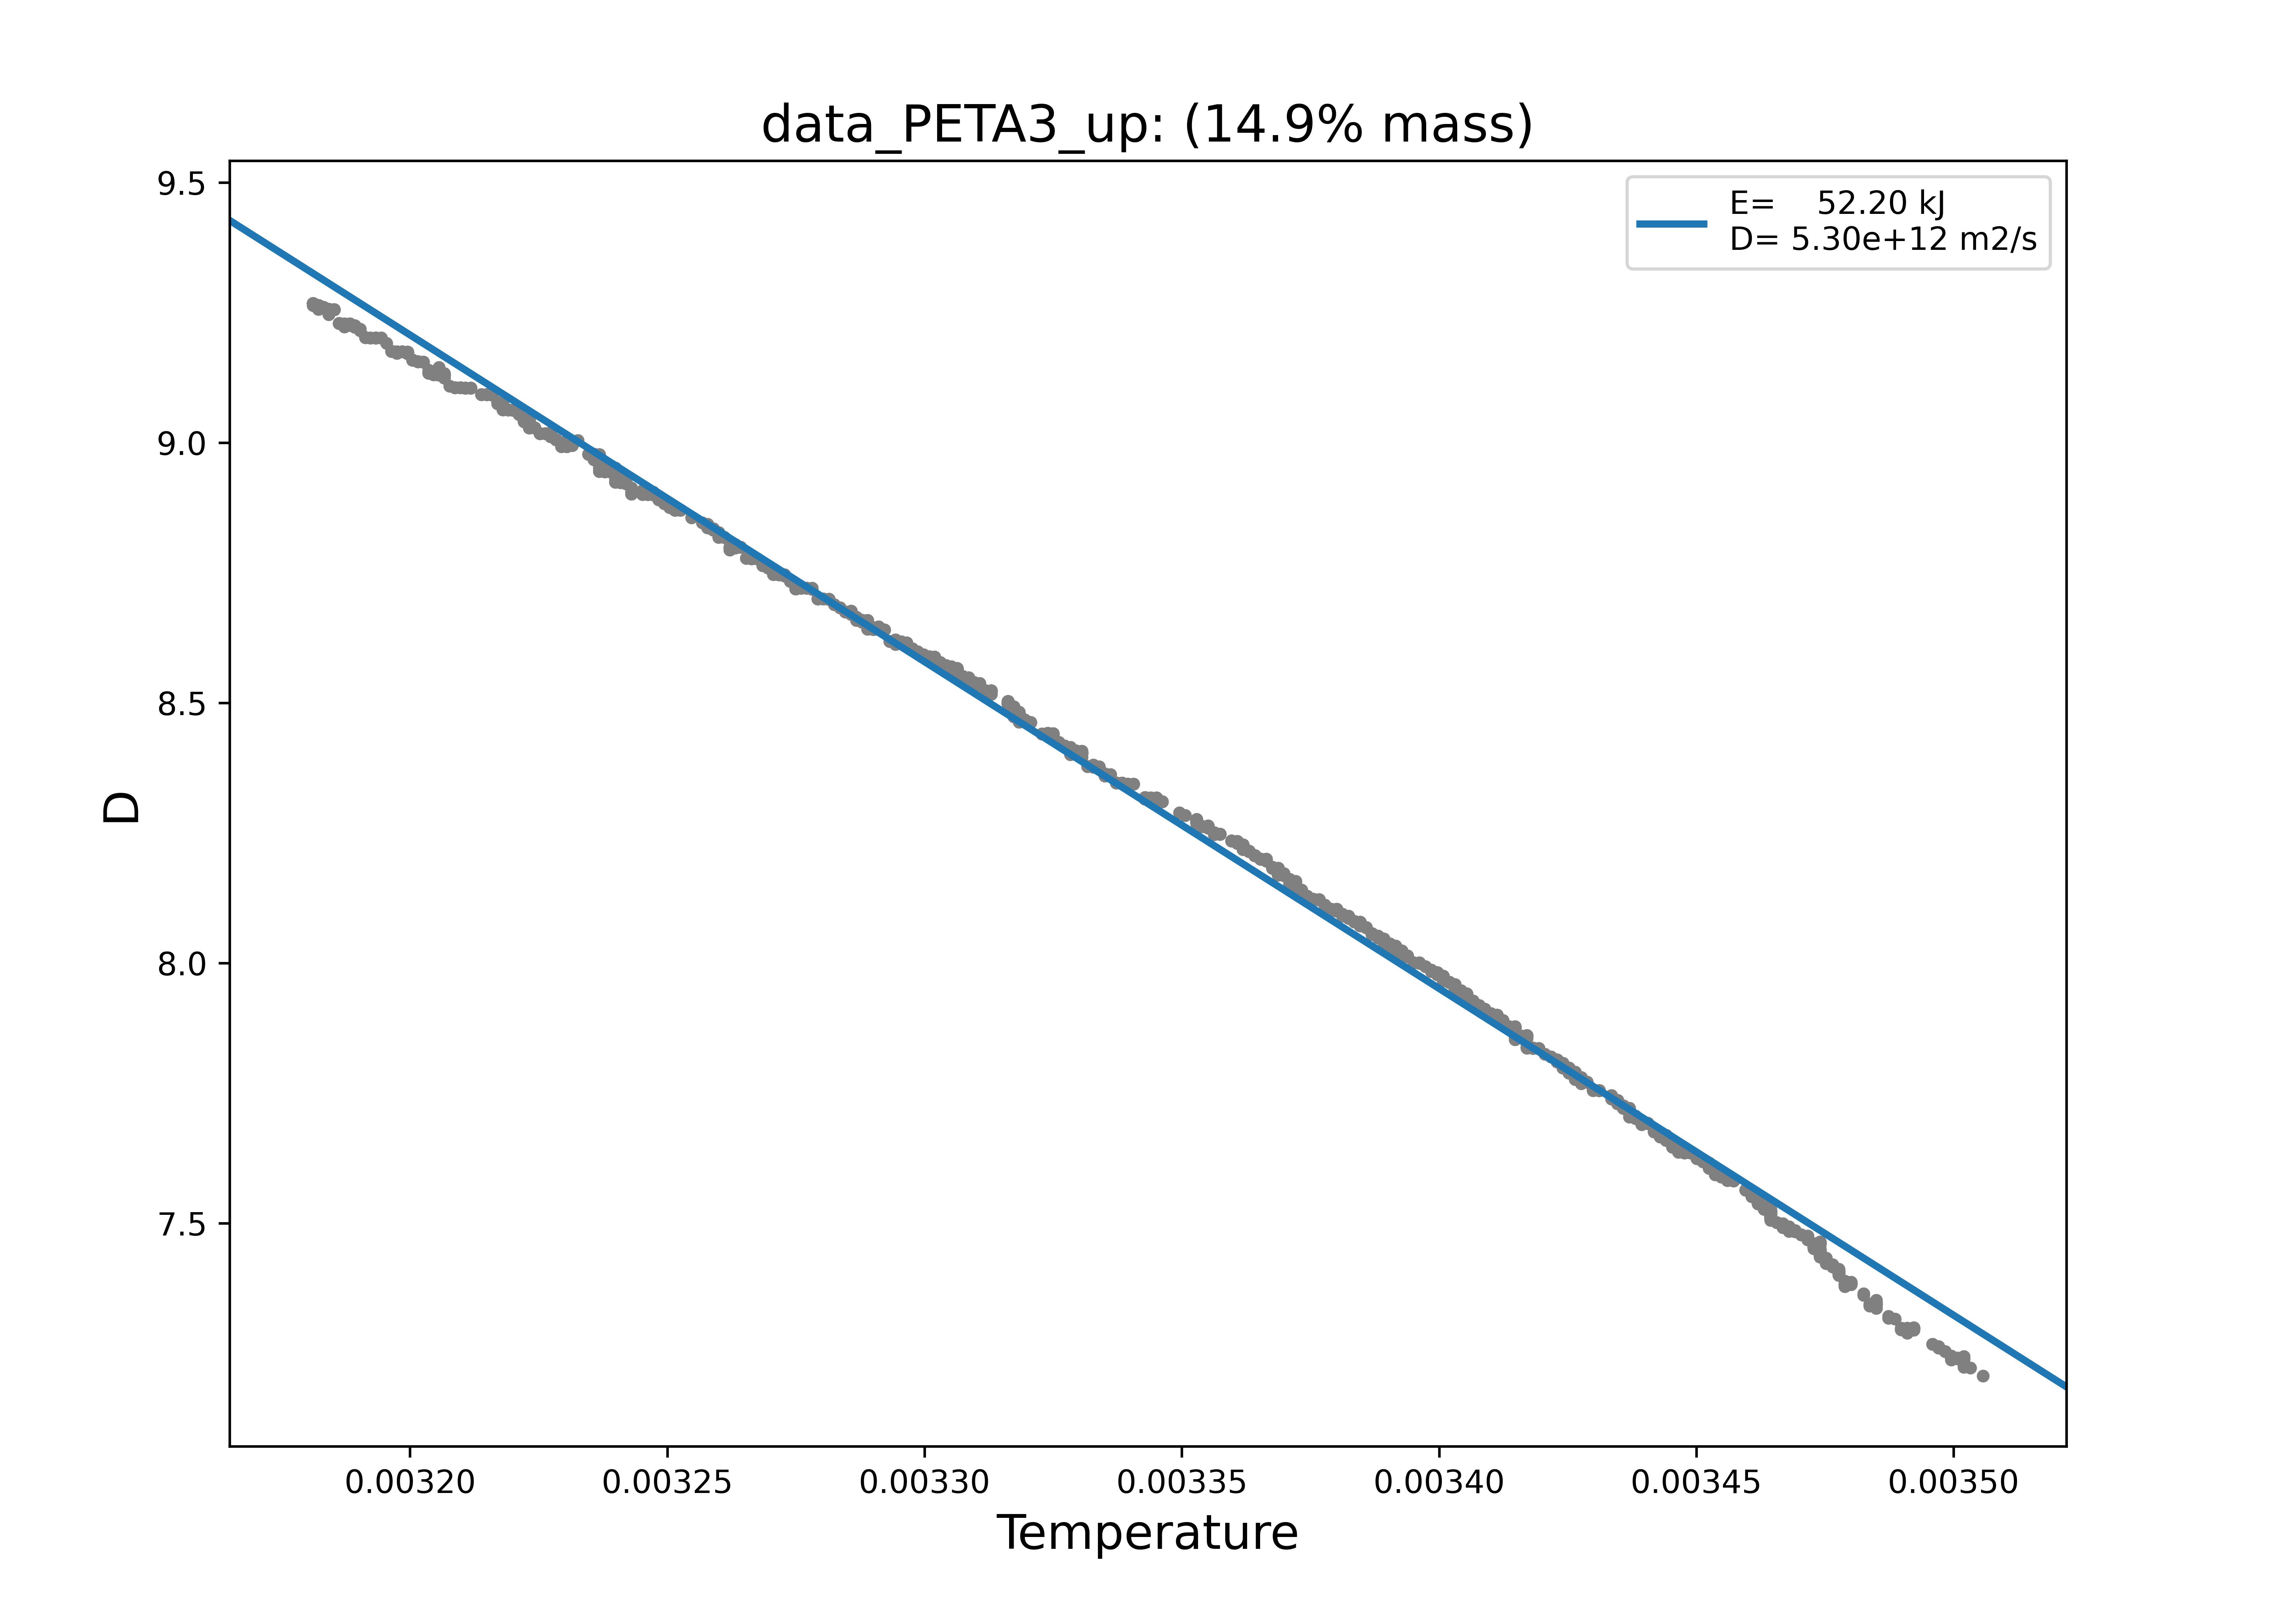 data_PETA3_up: (14.9% mass)
E= 52.20 kJ
D= 5.30e+12 m2/s
9.5
9.0
8.5
8.0
7.5
D
0.00320 0.00325 0.00330 0.00335 0.00340 0.00345 0.00350
Temperature